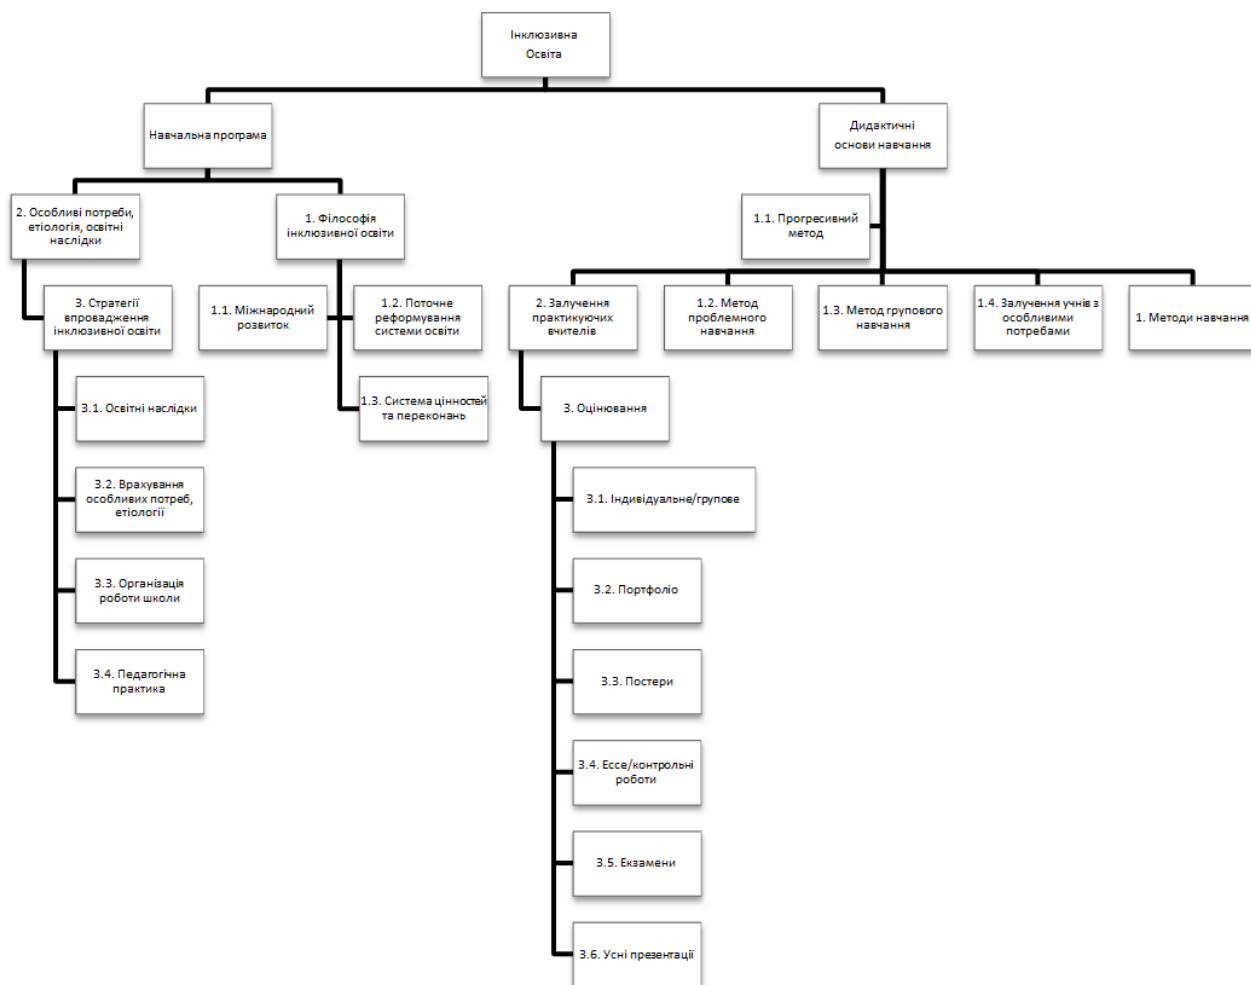 Інклюзивна
Освіта
Навчальна програма
Дидактичні
основи навчання
2. Особливі потреби,
етіологія, освітні
наслідки
1. Філософія
інклюзивної освіти
1.1. Прогресивний
метод
3. Стратегії
впровадження
інклюзивної освіти
1.1. Міжнародний
розвиток
1.2. Поточне
реформування
системи освіти
2. Залучення
практикуючих
вчителів
1.2. Метод
проблемного
навчання
1.3. Метод групового
навчання
1.4. Залучення учнів з
особливими
потребами
1. Методи навчання
3.1. Освітні наслідки
1.3. Система цінностей
та переконань
3. Оцінювання
3.2. Врахування
особливих потреб,
етіології
3.1. Індивідуальне/групове
3.3. Організація
роботи школи
3.2. Портфоліо
3.4. Педагогічна
практика
3.3. Постери
3.4. Ессе/контрольні
роботи
3.5. Екзамени
3.6. Усні презентації